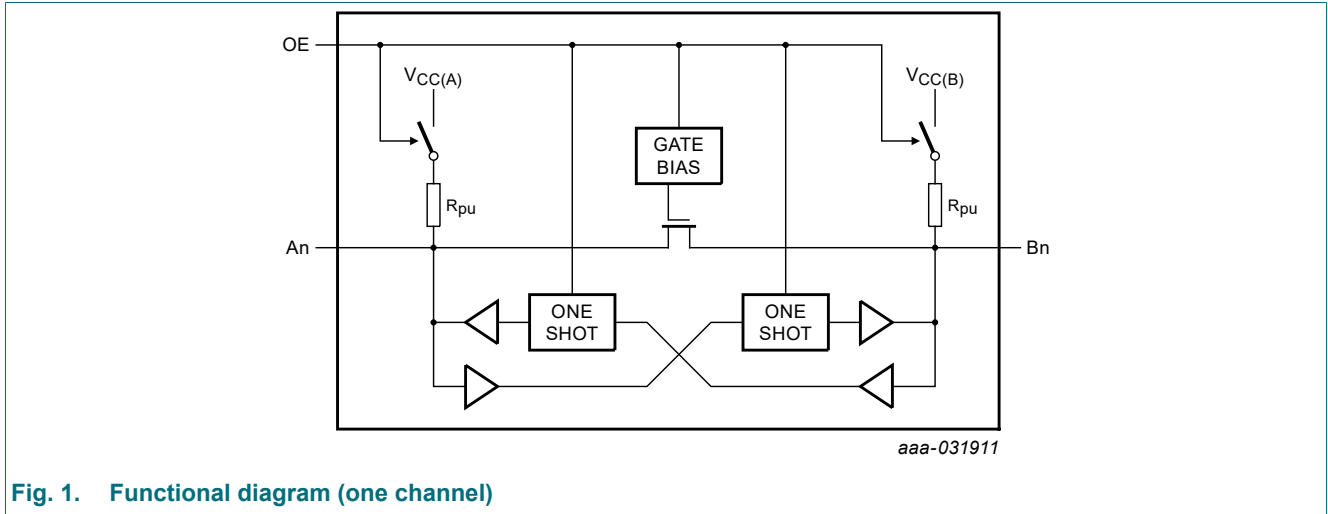 OE
VCC(A)
VCC(B)
GATE
BIAS
Rpu
Rpu
An
Bn
ONE
SHOT
ONE
SHOT
aaa-031911
Fig. 1. Functional diagram (one channel)